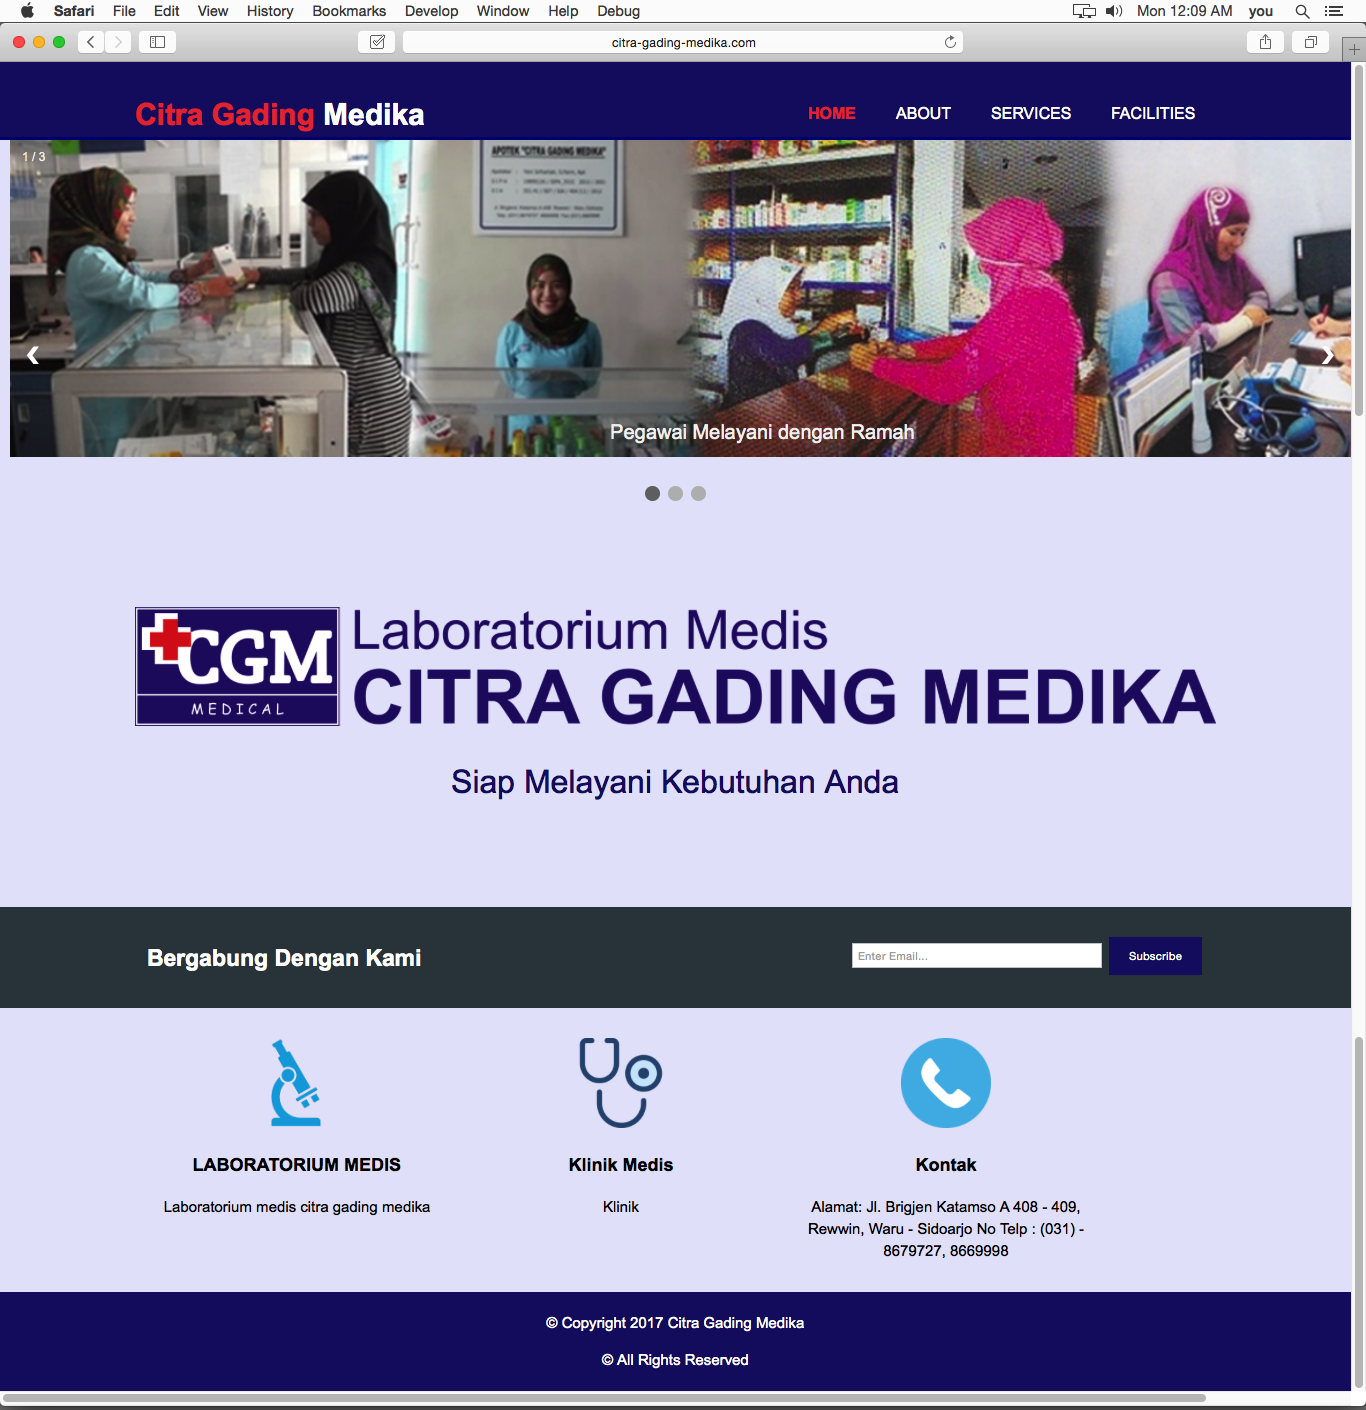 Safari File Edit View History Bookmarks Develop Window Help Debug Mon 12:09 AM you
citra-gading-medika.com
Citra Gading Medika
HOME ABOUT SERVICES FACILITIES
1 / 3
APOTEK "CITRA GADING MEDIKA"
Pegawai Melayani dengan Ramah
CGM
MEDICAL
Laboratorium Medis
CITRA GADING MEDIKA
Siap Melayani Kebutuhan Anda
Bergabung Dengan Kami
Enter Email...
Subscribe
LABORATORIUM MEDIS
Laboratorium medis citra gading medika
Klinik Medis
Klinik
Kontak
Alamat: Jl. Brigjen Katamso A 408 - 409,
Rewwin, Waru - Sidoarjo No Telp : (031) -
8679727, 8669998
© Copyright 2017 Citra Gading Medika
© All Rights Reserved